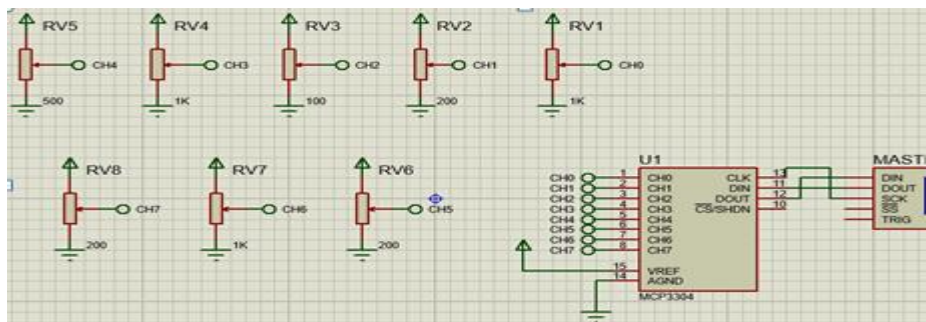 RV5 RV4 RV3 RV2 RV1
CH4 CH3 CH2 CH1 CH0
500 1K 100 200 1K
RV8 RV7 RV6
CH7 CH6 CH5
200 1K 200
U1
CH0 1 CH0 CLK 13
CH1 2 CH1 DIN 11
CH2 3 CH2 DOUT 12
CH3 4 CH3 CS/SHDN 10
CH4 5 CH4
CH5 6 CH5
CH6 7 CH6
CH7 8 CH7
15 VREF
14 AGND
MCP3304
DIN
DOUT
SCK
SS
TRIG